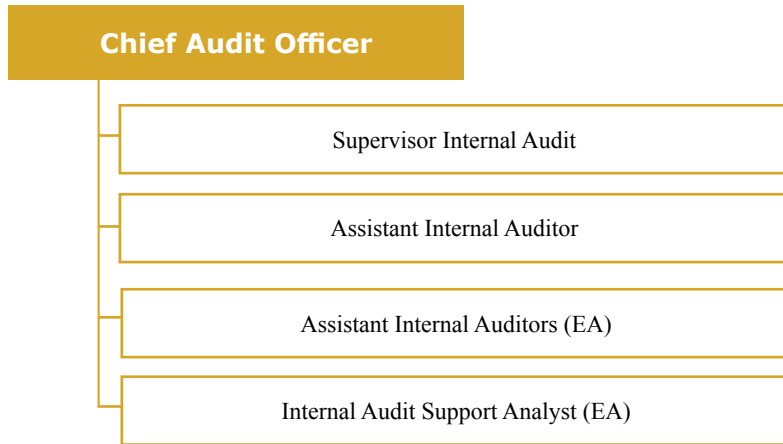 Chief Audit Officer
Supervisor Internal Audit
Assistant Internal Auditor
Assistant Internal Auditors (EA)
Internal Audit Support Analyst (EA)